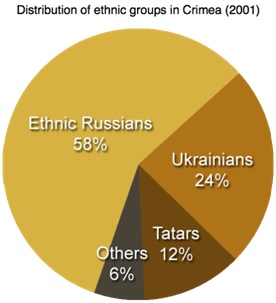 Distribution of ethnic groups in Crimea (2001)
Ethnic Russians
58%
Ukrainians
24%
Tatars
12%
Others
6%